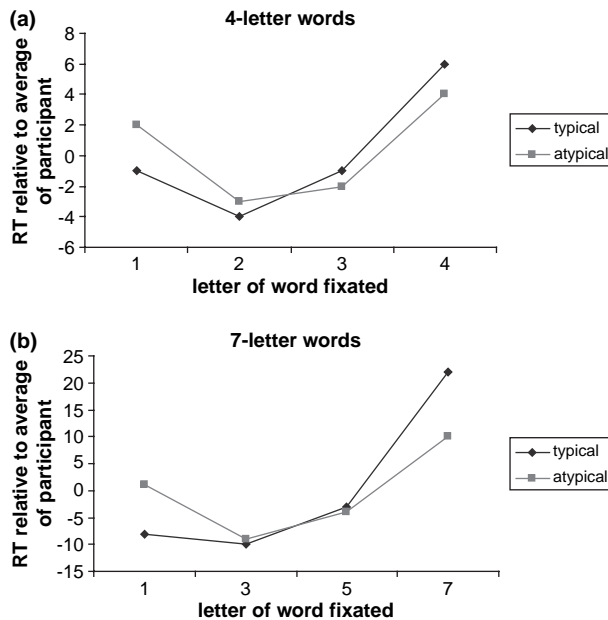 (a)
4-letter words
RT relative to average
of participant
8
6
4
2
0
-2
-4
-6
1 2 3 4
letter of word fixated
typical
atypical
(b)
7-letter words
RT relative to average
of participant
25
20
15
10
5
0
-5
-10
-15
1 3 5 7
letter of word fixated
typical
atypical